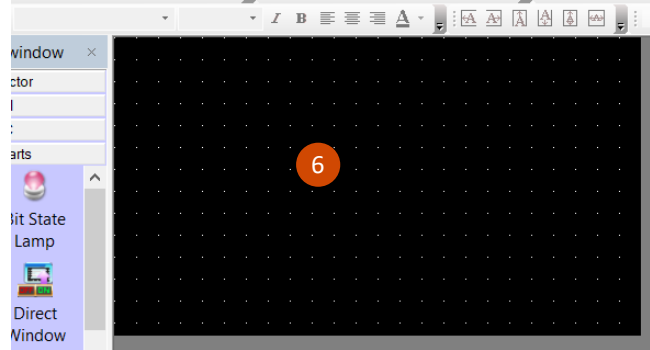 I B A A A A A A A
window ×
ctor
arts
6
Bit State
Lamp
Direct
Window